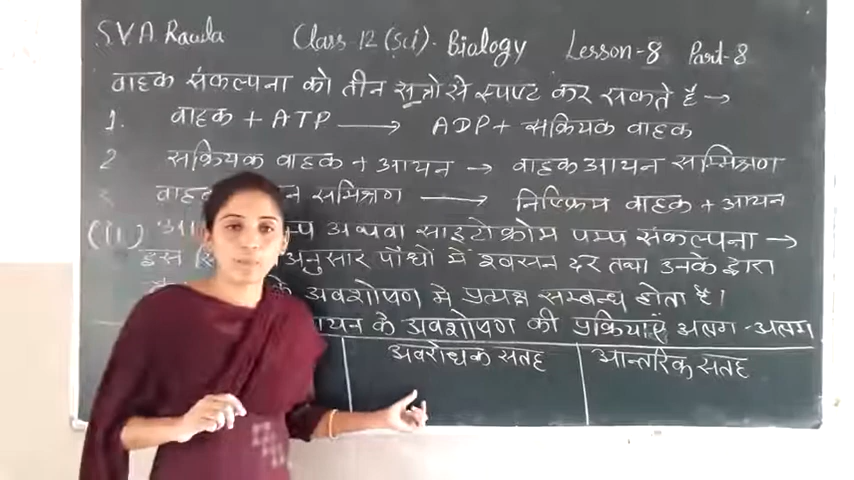 S.V.A. Rawla Class-12 (sci). Biology Lesson-8 Part-8
वाहक संकल्पना को तीन सूत्रो से स्पष्ट कर सकते है →
1. वाहक + ATP → ADP + सक्रियक वाहक
2 सक्रियक वाहक + आयन → वाहक आयन सम्मिश्रण
3 वाहक समिश्रण → निष्क्रिय वाहक + आयन
(ii) अथवा साइटोक्रोम पम्प संकल्पना →
इस अनुसार पौधों में श्वसन दर तथा उनके द्वारा
के अवशोषण मे प्रत्यक्ष सम्बन्ध होता है।
आयन के अवशोषण की प्रक्रियाएँ अलग-अलग
अवरोधक सतह आन्तरिक सतह